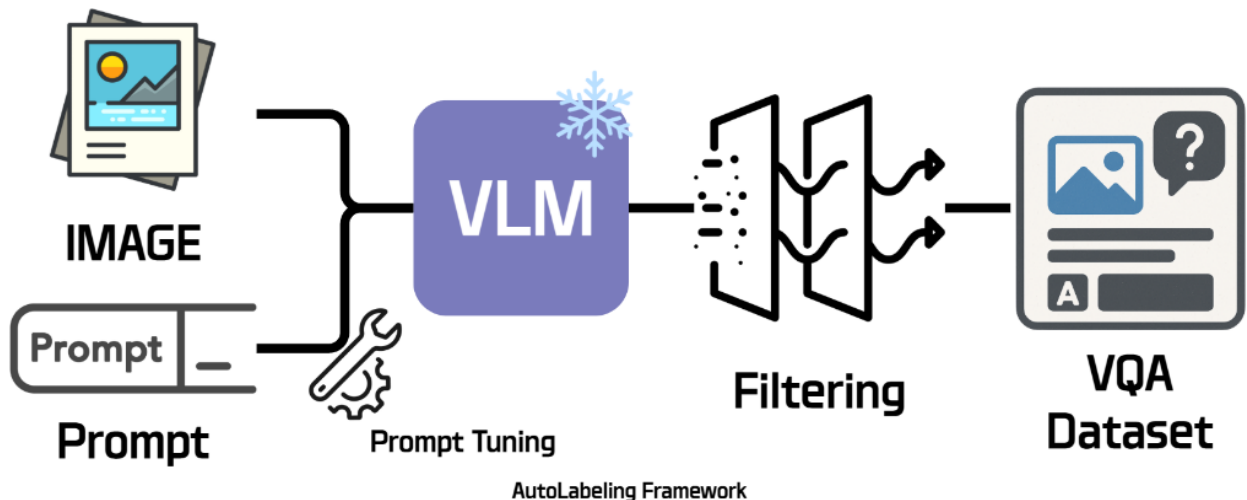 IMAGE
Prompt
Prompt
Prompt Tuning
VLM
Filtering
?
A
VQA
Dataset
AutoLabeling Framework